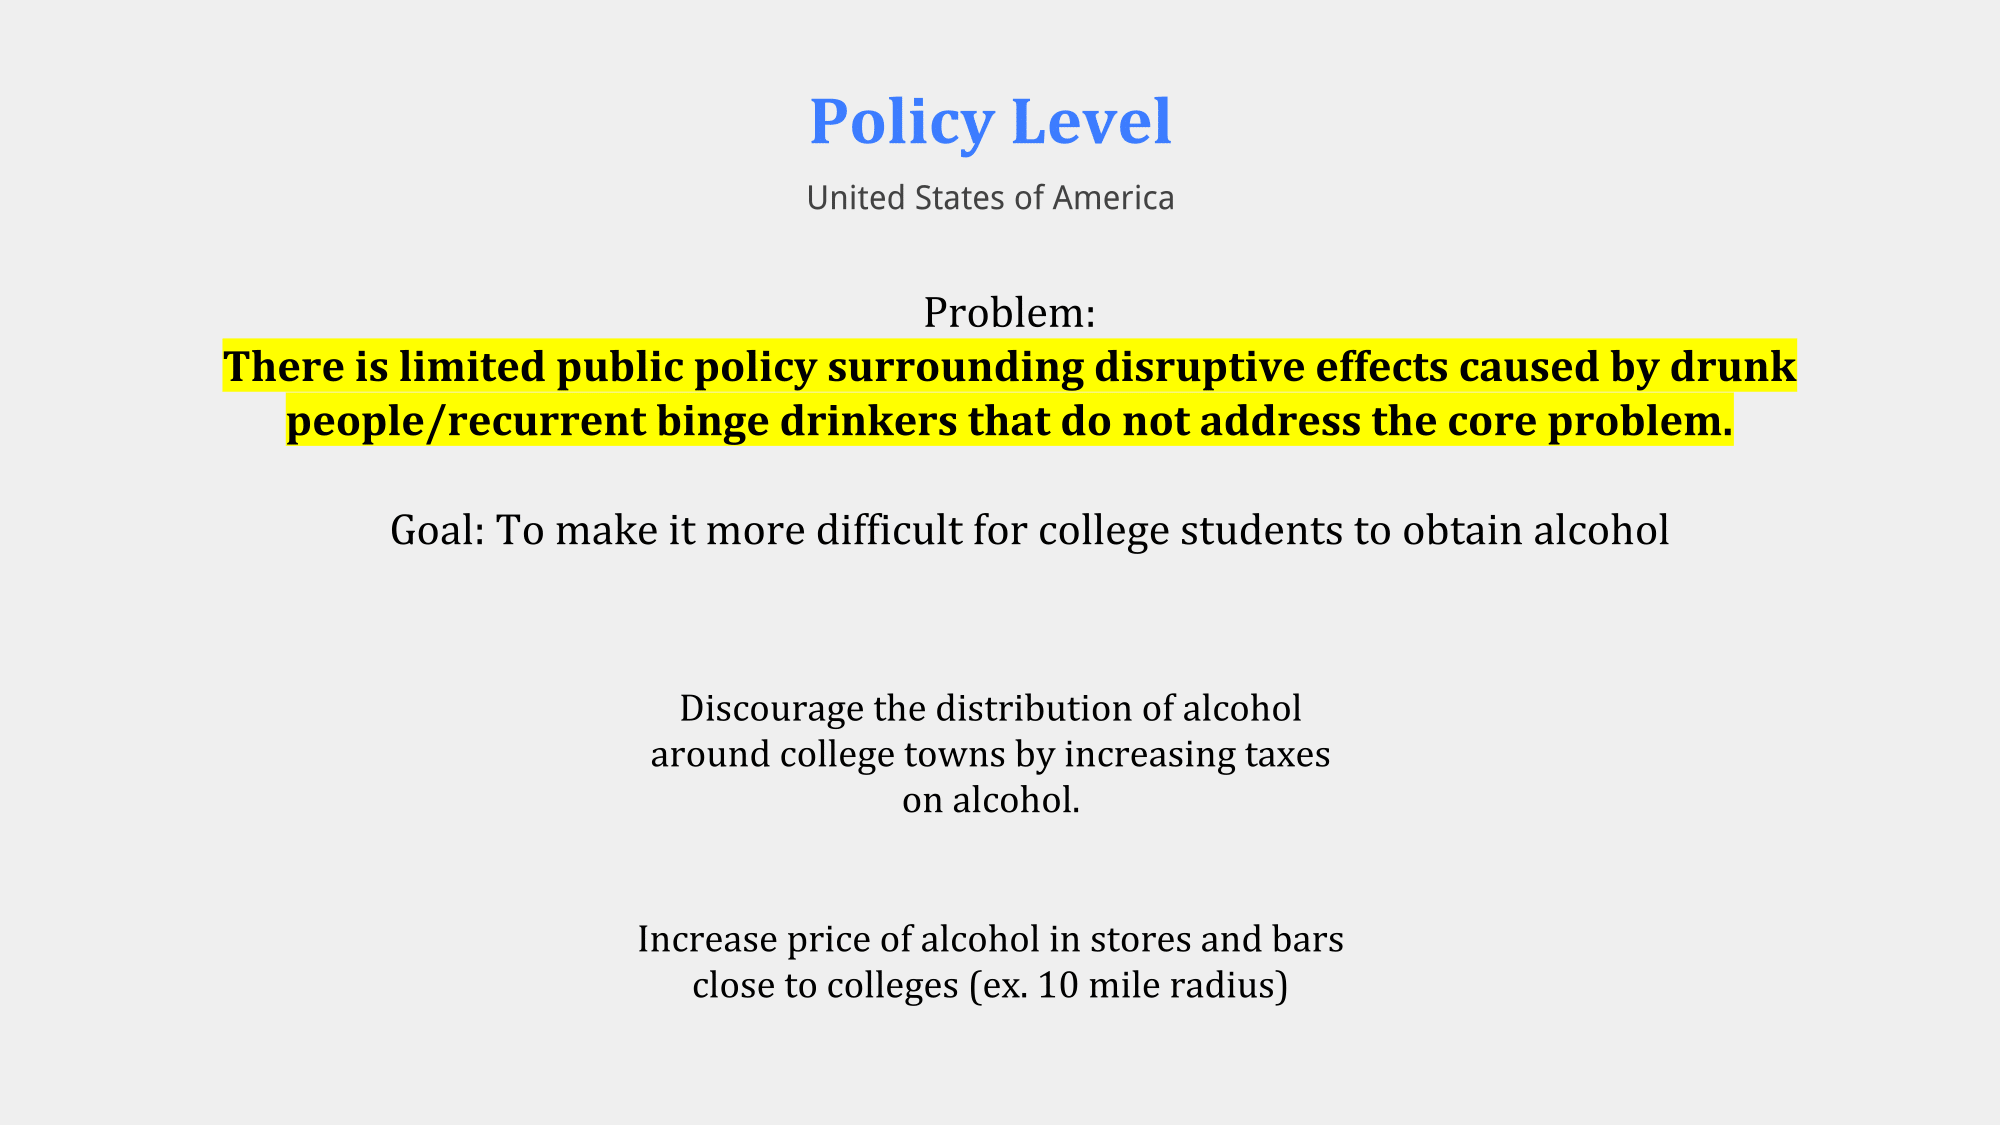 Policy Level
United States of America
Problem:
There is limited public policy surrounding disruptive effects caused by drunk
people/recurrent binge drinkers that do not address the core problem.
Goal: To make it more difficult for college students to obtain alcohol
Discourage the distribution of alcohol
around college towns by increasing taxes
on alcohol.
Increase price of alcohol in stores and bars
close to colleges (ex. 10 mile radius)